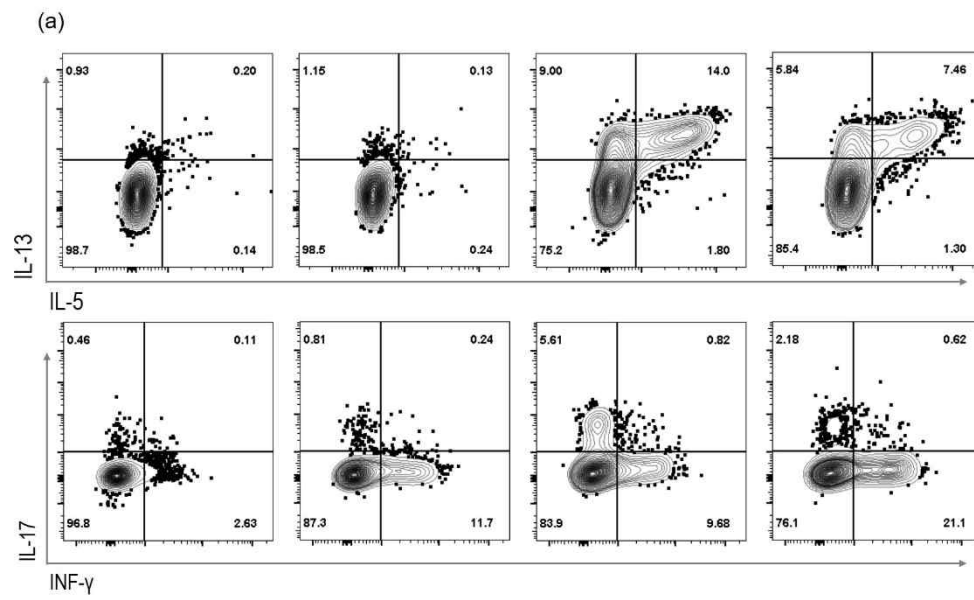 (a)
0.93 0.20 1.15 0.13 9.00 14.0 5.84 7.46
98.7 0.14 98.5 0.24 75.2 1.80 85.4 1.30
IL-13
IL-5
0.46 0.11 0.81 0.24 5.61 0.82 2.18 0.62
96.8 2.63 87.3 11.7 83.9 9.68 76.1 21.1
IL-17
INF-γ